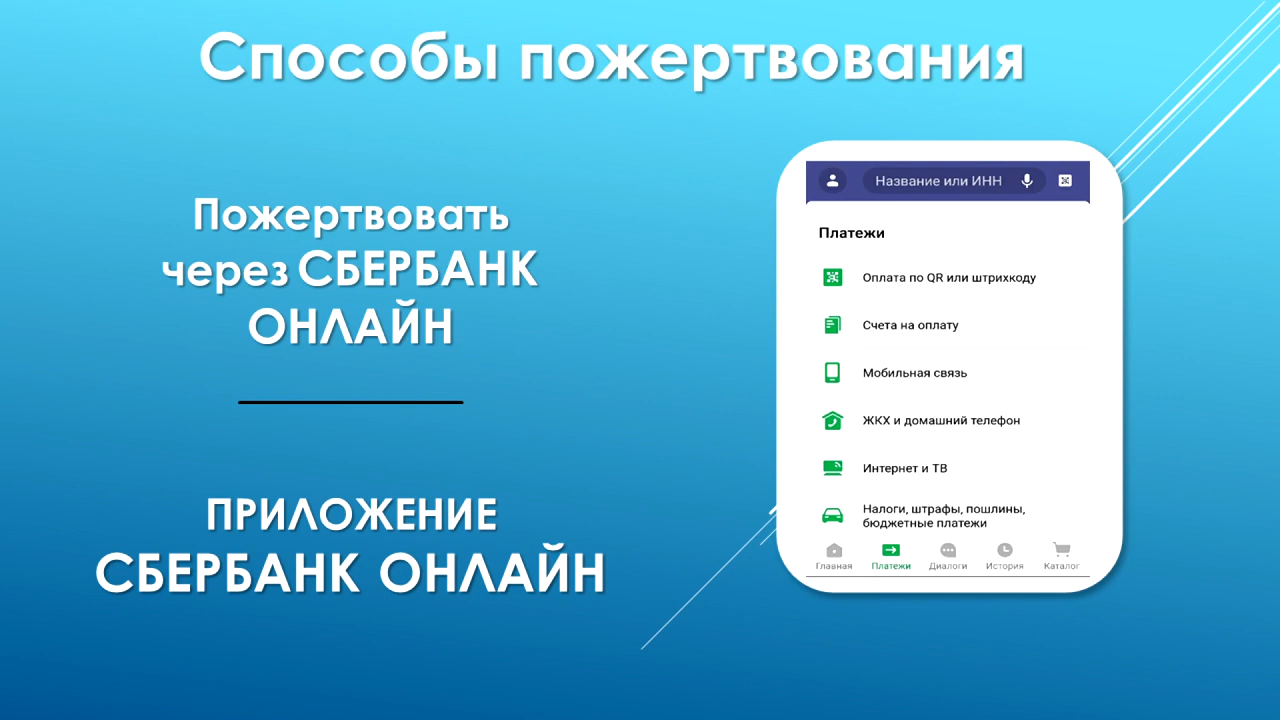 Способы пожертвования
Пожертвовать
через СБЕРБАНК
ОНЛАЙН
ПРИЛОЖЕНИЕ
СБЕРБАНК ОНЛАЙН
Название или ИНН
Платежи
Оплата по QR или штрихкоду
Счета на оплату
Мобильная связь
ЖКХ и домашний телефон
Интернет и ТВ
Налоги, штрафы, пошлины,
бюджетные платежи
Главная Платежи Диалоги История Каталог